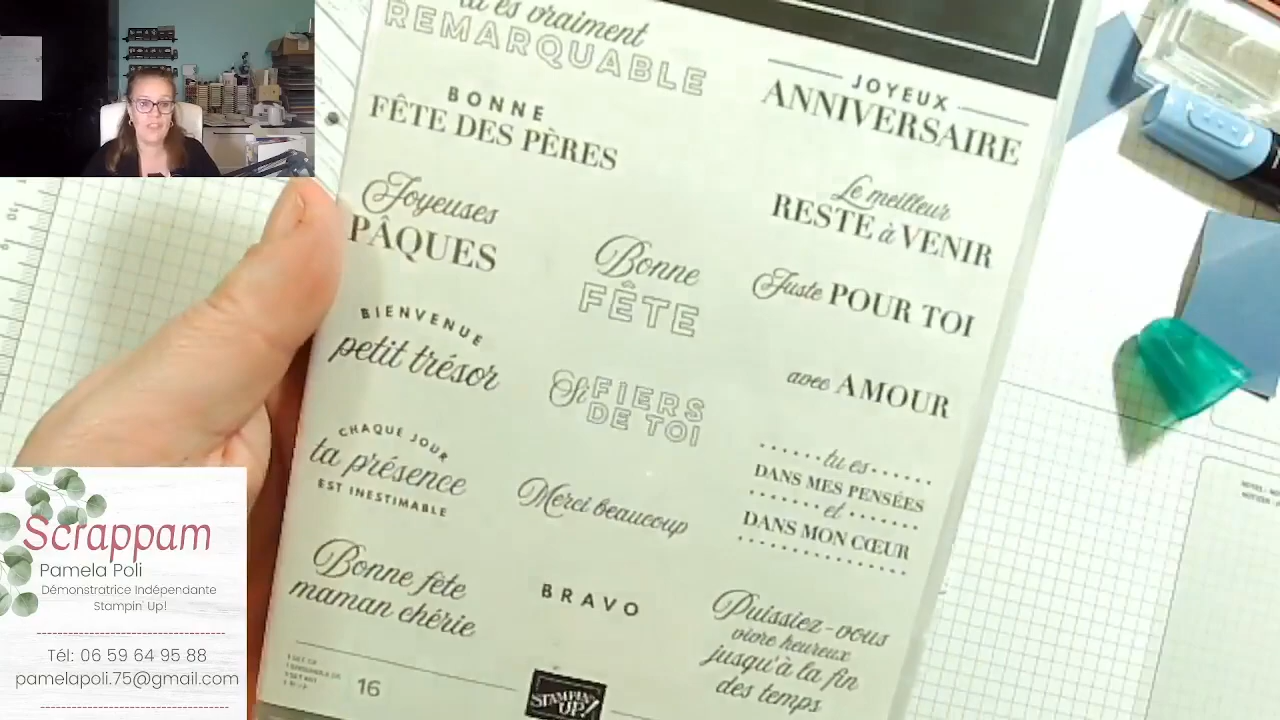 tu es vraiment
REMARQUABLE
JOYEUX
ANNIVERSAIRE
BONNE
FÊTE DES PÈRES
Le meilleur
RESTE à VENIR
Joyeuses
PÂQUES
Bonne
FÊTE
Juste POUR TOI
BIENVENUE
petit trésor
Si FIERS
DE TOI
avec AMOUR
CHAQUE JOUR
ta présence
EST INESTIMABLE
Merci beaucoup
tu es
DANS MES PENSÉES
et
DANS MON CŒUR
Bonne fête
maman chérie
BRAVO
Puissiez-vous
vivre heureux
jusqu'à la fin
des temps
16
STAMPIN'
UP!
Scrappam
Pamela Poli
Démonstratrice Indépendante
Stampin' Up!
Tél: 06 59 64 95 88
pamelapoli.75@gmail.com